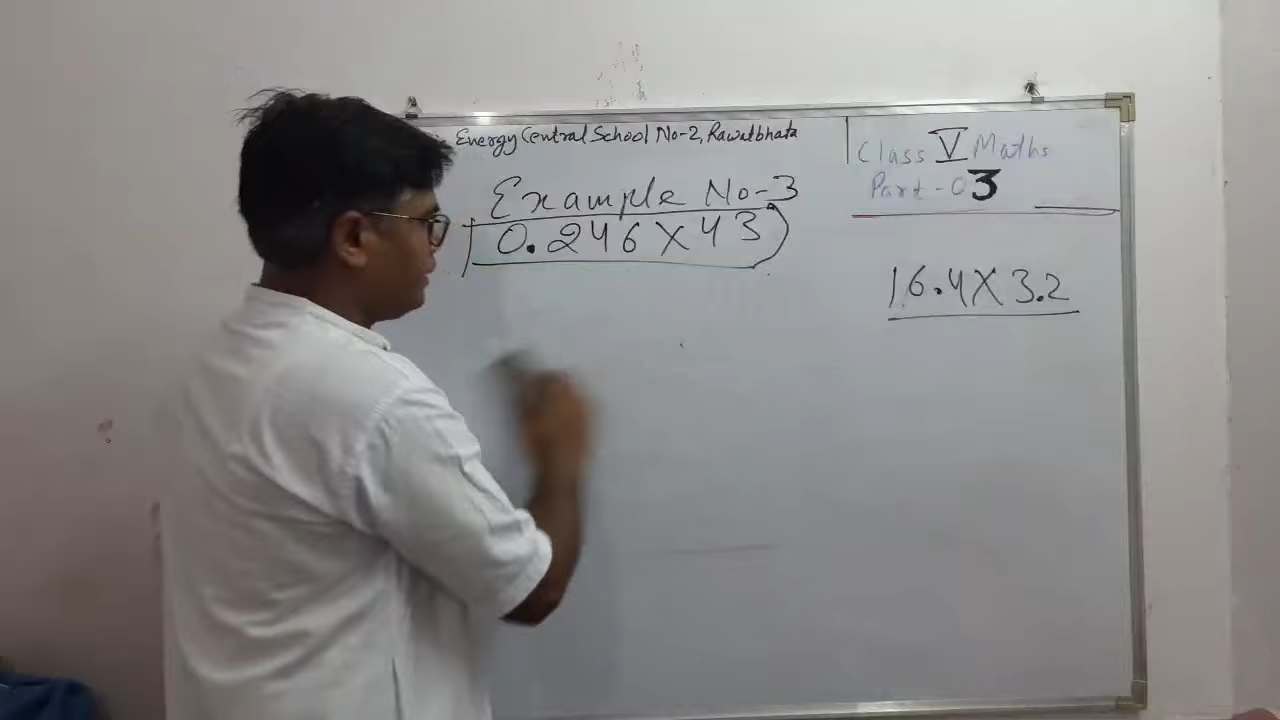 Energy Central School No-2, Rawatbhata
Example No-3
0.246 X 43
Class V Maths
Part-03
16.4 X 3.2